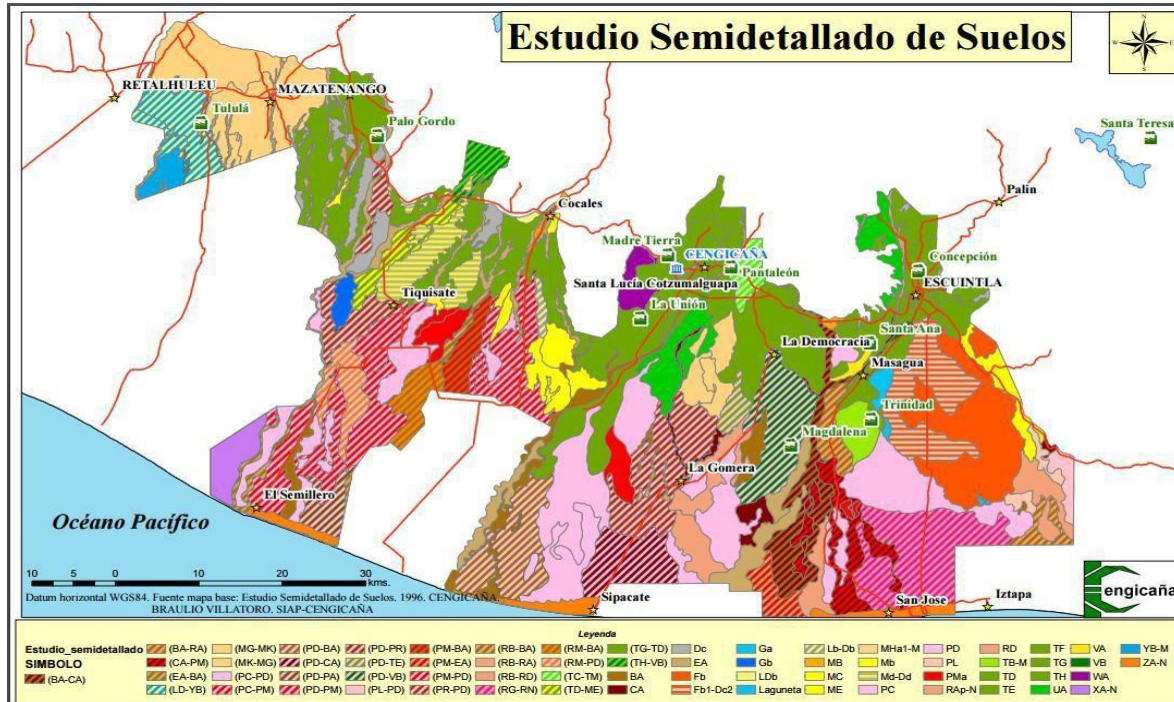 Estudio Semidetallado de Suelos
N
W
E
S
RETALHULEU
MAZATENANGO
Tululá
Palo Gordo
Santa Teresa
Palín
Cocales
Madre Tierra
CENGICAÑA
Pantaleón
Santa Lucía Cotzumalguapa
Concepción
ESCUINTLA
Tiquisate
La Unión
Santa Ana
La Democracia
Masagua
Trinidad
Magdalena
La Gomera
El Semillero
Océano Pacífico
10 0 10 20 30
kms.
Datum horizontal WGS84. Fuente mapa base: Estudio Semidetallado de Suelos. 1996. CENGICAÑA.
BRAULIO VILLATORO. SIAP-CENGICAÑA
Sipacate
San Jose
Iztapa
engicaña
Leyenda
Estudio_semidetallado (BA-RA) (MG-MK) (PD-BA) (PD-PR) (PM-BA) (RB-BA) (RM-BA) (TG-TD) Dc Ga Lb-Db MHa1-M PD RD TF VA YB-M
SIMBOLO (CA-PM) (MK-MG) (PD-CA) (PD-TE) (PM-EA) (RB-RA) (RM-PD) (TH-VB) EA Gb MB Mb PL TB-M TG VB ZA-N
(BA-CA) (EA-BA) (PC-PD) (PD-PA) (PD-VB) (PM-PD) (RB-RD) (TC-TM) BA Fb LDb MC Md-Dd PMa TD TH WA
(LD-YB) (PC-PM) (PD-PM) (PL-PD) (PR-PD) (RG-RN) (TD-ME) CA Fb1-Dc2 Laguneta ME PC RAp-N TE UA XA-N